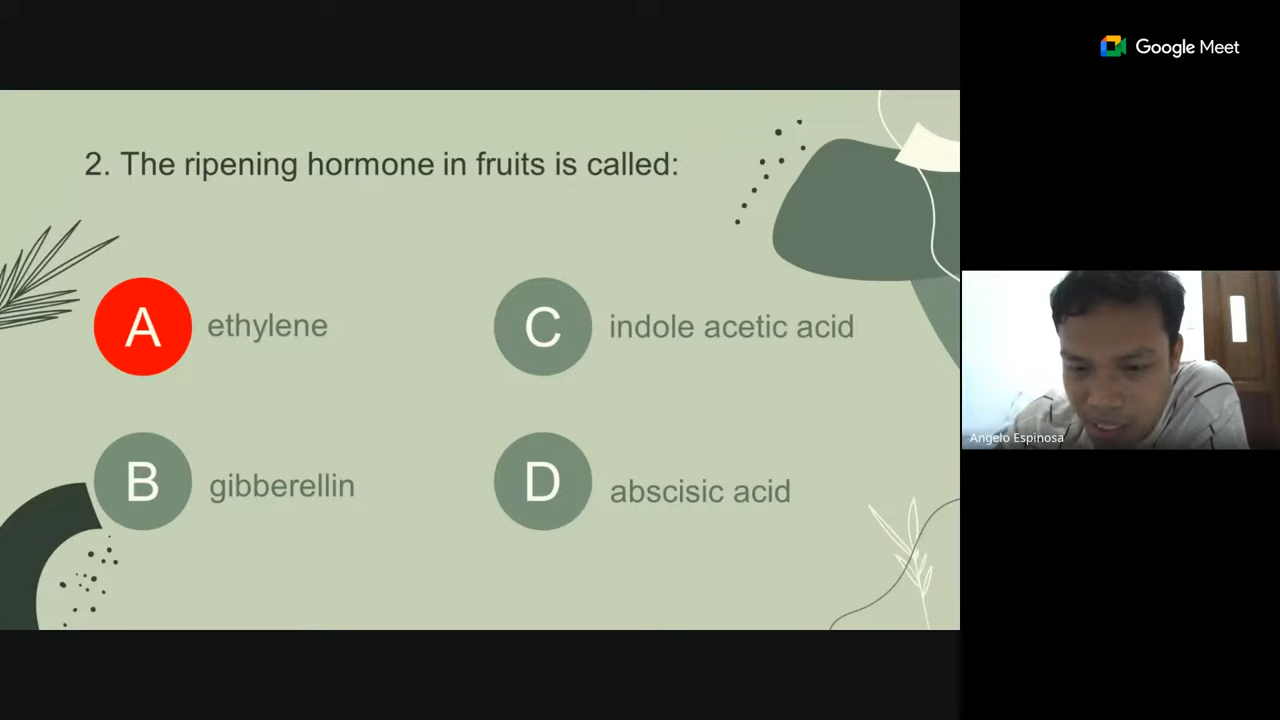 Google Meet
2. The ripening hormone in fruits is called:
A ethylene
C indole acetic acid
B gibberellin
D abscisic acid
Angelo Espinosa